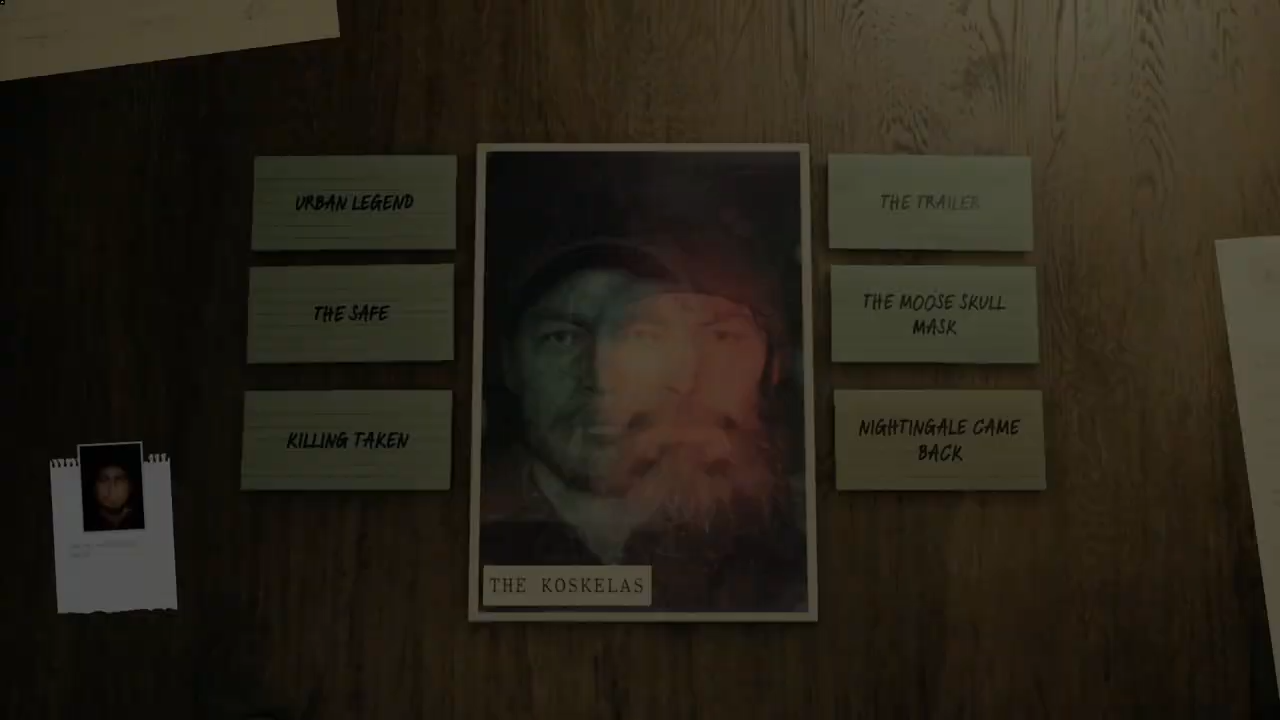 URBAN LEGEND
THE SAFE
KILLING TAKEN
THE KOSKELAS
THE TRAILER
THE MOOSE SKULL
MASK
NIGHTINGALE CAME
BACK